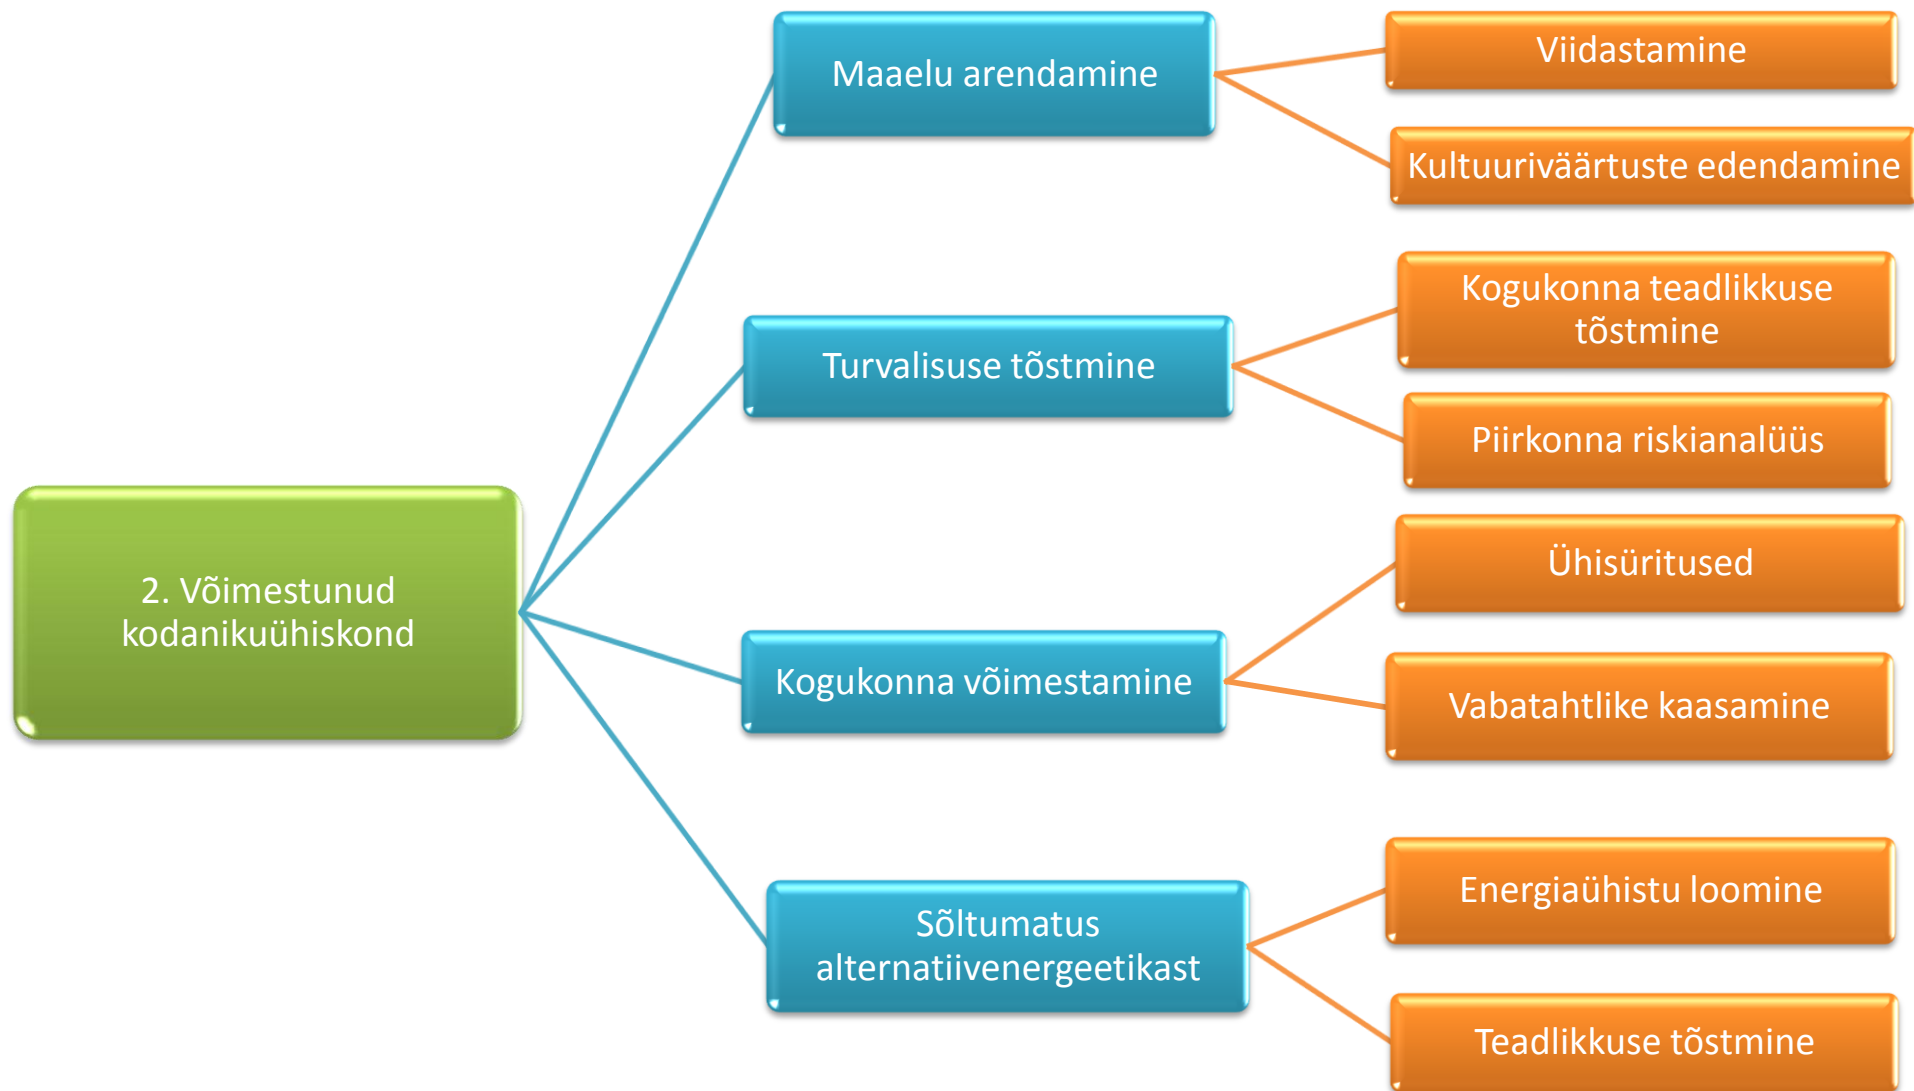 2. Võimestunud
kodanikuühiskond
Maaelu arendamine
Viidastamine
Kultuuriväärtuste edendamine
Turvalisuse tõstmine
Kogukonna teadlikkuse
tõstmine
Piirkonna riskianalüüs
Kogukonna võimestamine
Ühisüritused
Vabatahtlike kaasamine
Sõltumatus
alternatiivenergeetikast
Energiaühistu loomine
Teadlikkuse tõstmine